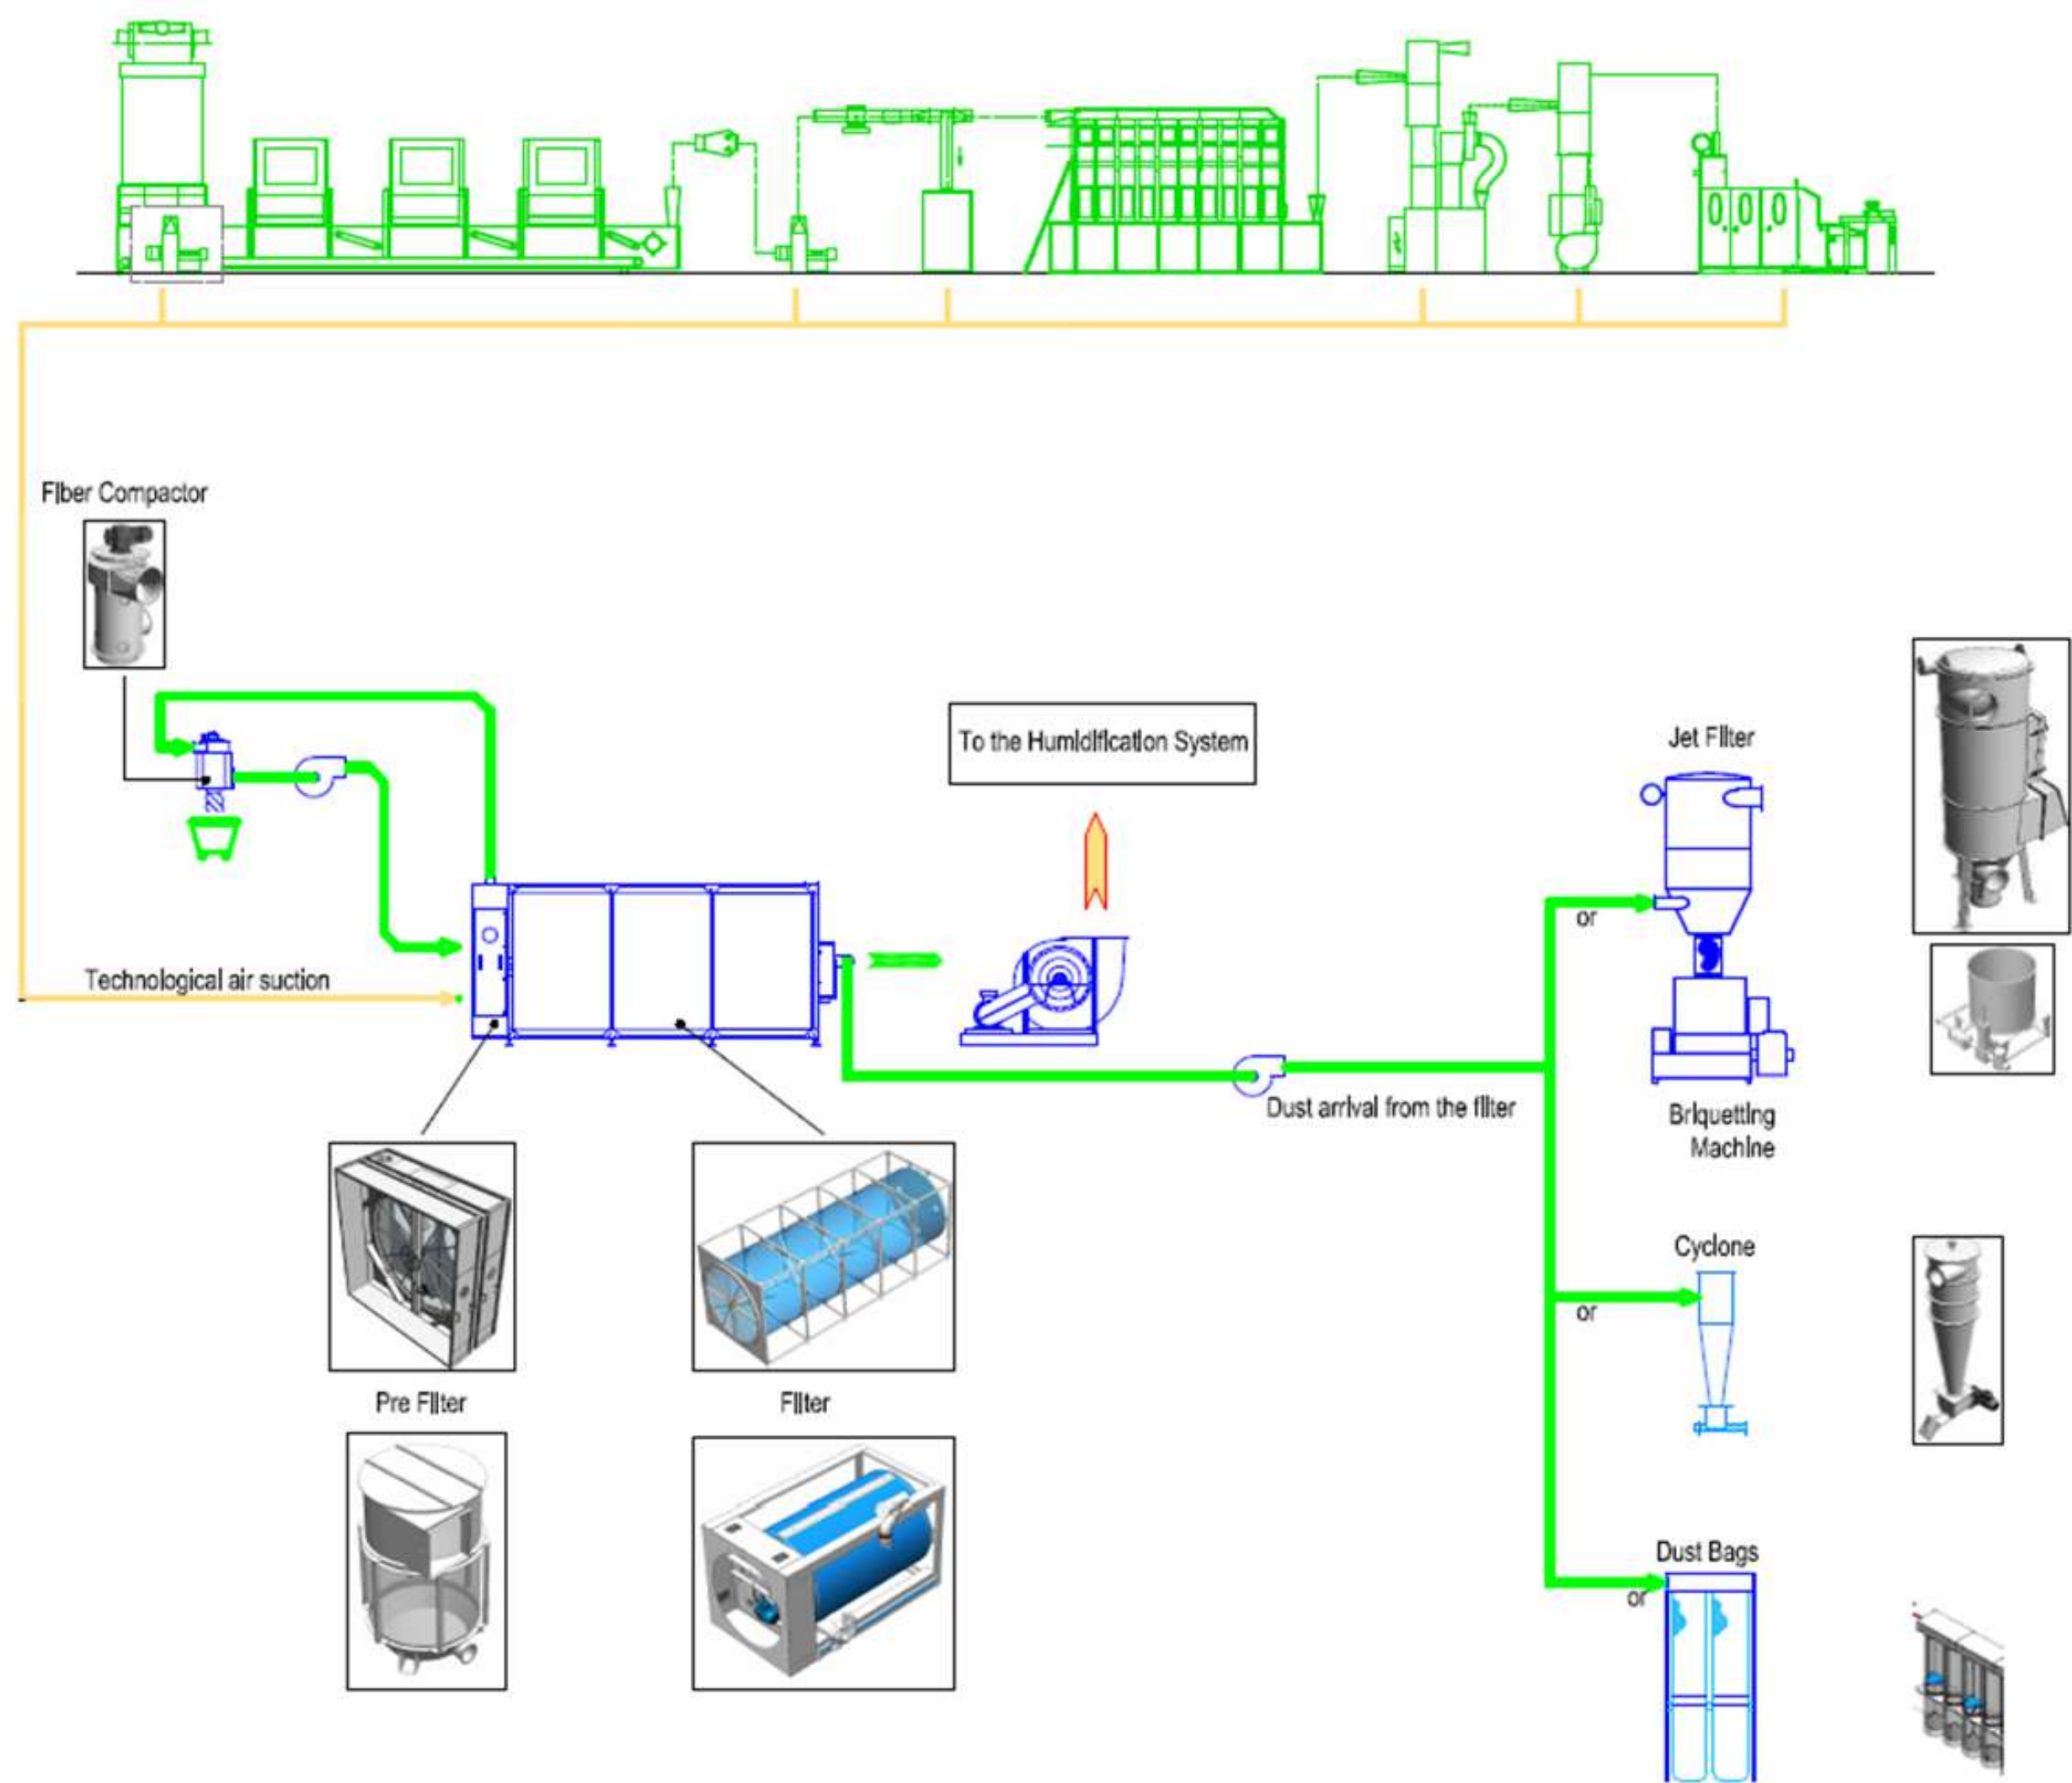 Fiber Compactor
To the Humidification System
Jet Filter
or
Technological air suction
Dust arrival from the filter
Briquetting
Machine
Cyclone
or
Pre Filter
Filter
Dust Bags
or